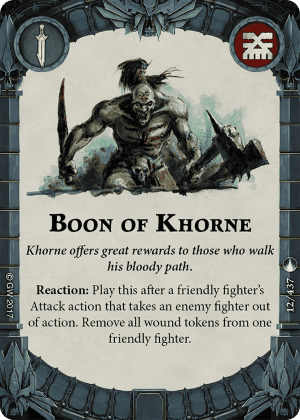 BOON OF KHORNE
Khorne offers great rewards to those who walk
his bloody path.
Reaction: Play this after a friendly fighter's
Attack action that takes an enemy fighter out
of action. Remove all wound tokens from one
friendly fighter.
© GW 2017
12/437